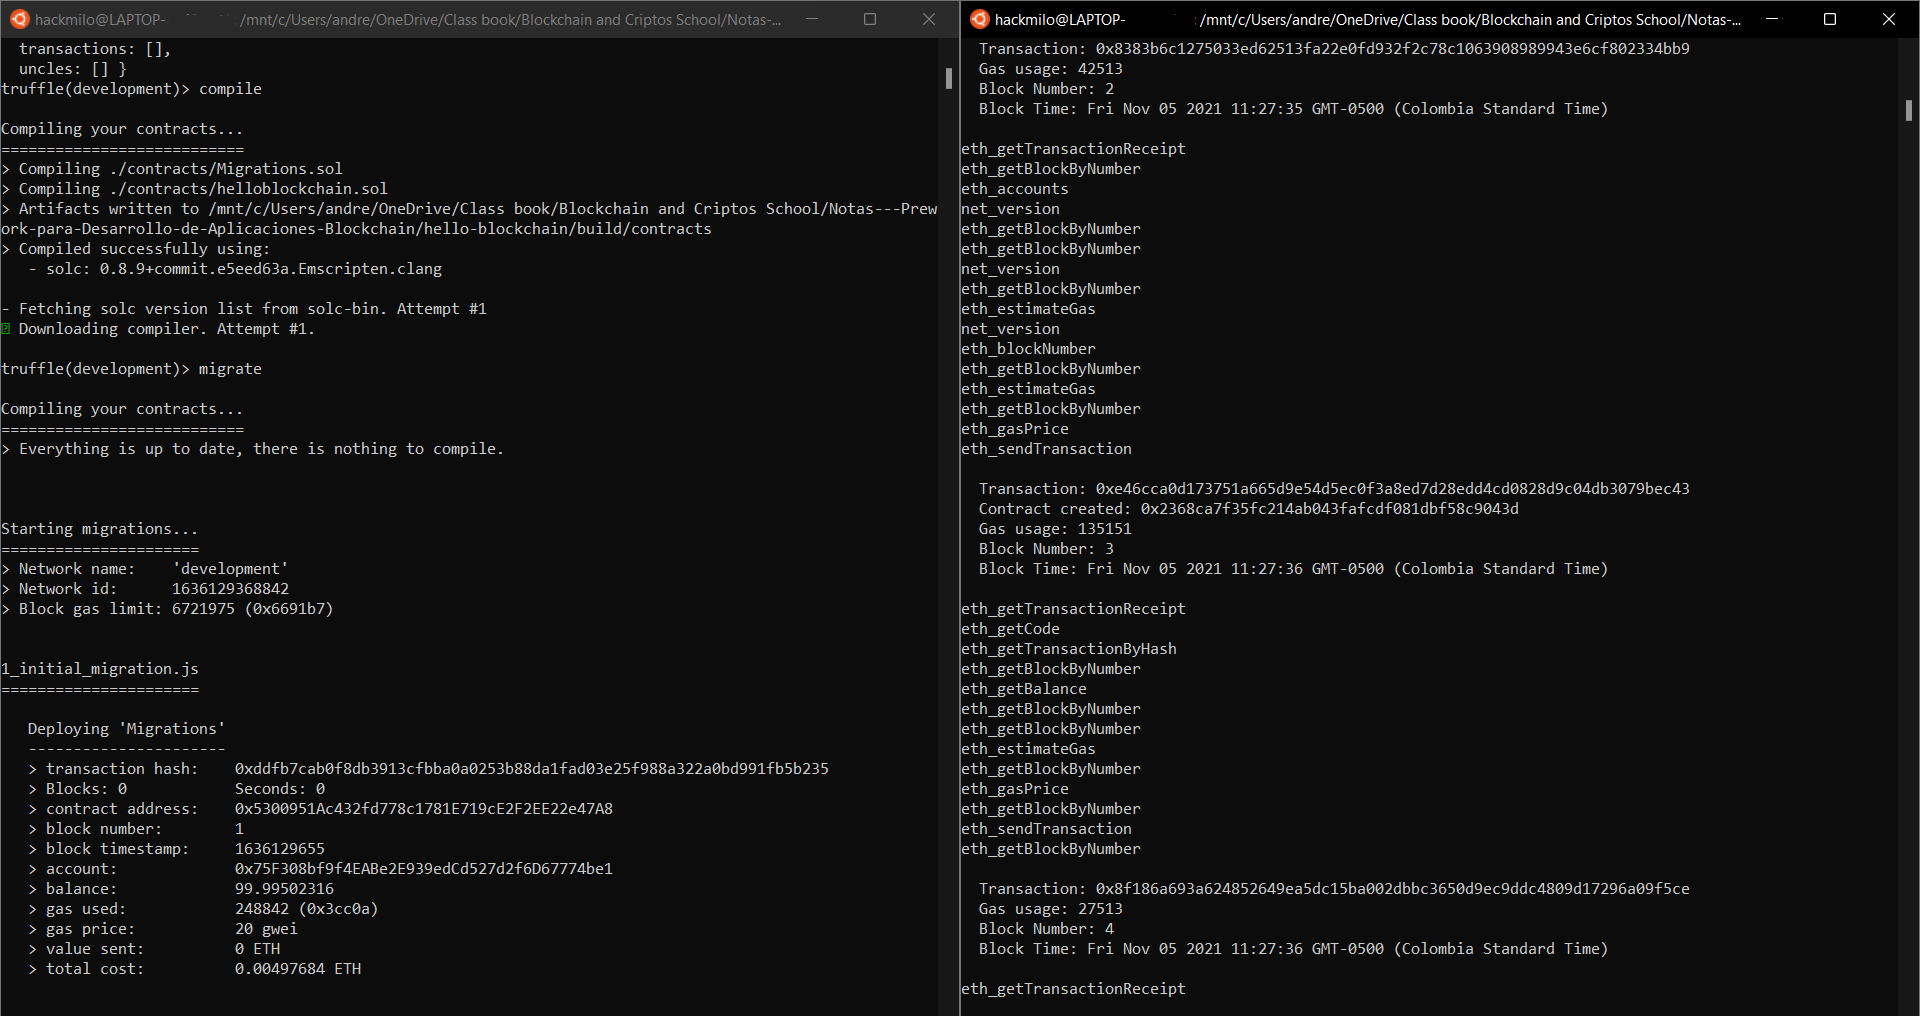 hackmilo@LAPTOP- : /mnt/c/Users/andre/OneDrive/Class book/Blockchain and Criptos School/Notas-...
  transactions: [],
  uncles: [] }
truffle(development)> compile
Compiling your contracts...
===========================
> Compiling ./contracts/Migrations.sol
> Compiling ./contracts/helloblockchain.sol
> Artifacts written to /mnt/c/Users/andre/OneDrive/Class book/Blockchain and Criptos School/Notas---Prew
ork-para-Desarrollo-de-Aplicaciones-Blockchain/hello-blockchain/build/contracts
> Compiled successfully using:
   - solc: 0.8.9+commit.e5eed63a.Emscripten.clang
- Fetching solc version list from solc-bin. Attempt #1
Downloading compiler. Attempt #1.
truffle(development)> migrate
Compiling your contracts...
===========================
> Everything is up to date, there is nothing to compile.
Starting migrations...
======================
> Network name:    'development'
> Network id:      1636129368842
> Block gas limit: 6721975 (0x6691b7)
1_initial_migration.js
======================
   Deploying 'Migrations'
   ----------------------
   > transaction hash:    0xddfb7cab0f8db3913cfbba0a0253b88da1fad03e25f988a322a0bd991fb5b235
   > Blocks: 0            Seconds: 0
   > contract address:    0x5300951Ac432fd778c1781E719cE2F2EE22e47A8
   > block number:        1
   > block timestamp:     1636129655
   > account:             0x75F308bf9f4EABe2E939edCd527d2f6D67774be1
   > balance:             99.99502316
   > gas used:            248842 (0x3cc0a)
   > gas price:           20 gwei
   > value sent:          0 ETH
   > total cost:          0.00497684 ETH
hackmilo@LAPTOP- : /mnt/c/Users/andre/OneDrive/Class book/Blockchain and Criptos School/Notas-...
  Transaction: 0x8383b6c1275033ed62513fa22e0fd932f2c78c1063908989943e6cf802334bb9
  Gas usage: 42513
  Block Number: 2
  Block Time: Fri Nov 05 2021 11:27:35 GMT-0500 (Colombia Standard Time)
eth_getTransactionReceipt
eth_getBlockByNumber
eth_accounts
net_version
eth_getBlockByNumber
eth_getBlockByNumber
net_version
eth_getBlockByNumber
eth_estimateGas
net_version
eth_blockNumber
eth_getBlockByNumber
eth_estimateGas
eth_getBlockByNumber
eth_gasPrice
eth_sendTransaction
  Transaction: 0xe46cca0d173751a665d9e54d5ec0f3a8ed7d28edd4cd0828d9c04db3079bec43
  Contract created: 0x2368ca7f35fc214ab043fafcdf081dbf58c9043d
  Gas usage: 135151
  Block Number: 3
  Block Time: Fri Nov 05 2021 11:27:36 GMT-0500 (Colombia Standard Time)
eth_getTransactionReceipt
eth_getCode
eth_getTransactionByHash
eth_getBlockByNumber
eth_getBalance
eth_getBlockByNumber
eth_getBlockByNumber
eth_estimateGas
eth_getBlockByNumber
eth_gasPrice
eth_getBlockByNumber
eth_sendTransaction
eth_getBlockByNumber
  Transaction: 0x8f186a693a624852649ea5dc15ba002dbbc3650d9ec9ddc4809d17296a09f5ce
  Gas usage: 27513
  Block Number: 4
  Block Time: Fri Nov 05 2021 11:27:36 GMT-0500 (Colombia Standard Time)
eth_getTransactionReceipt